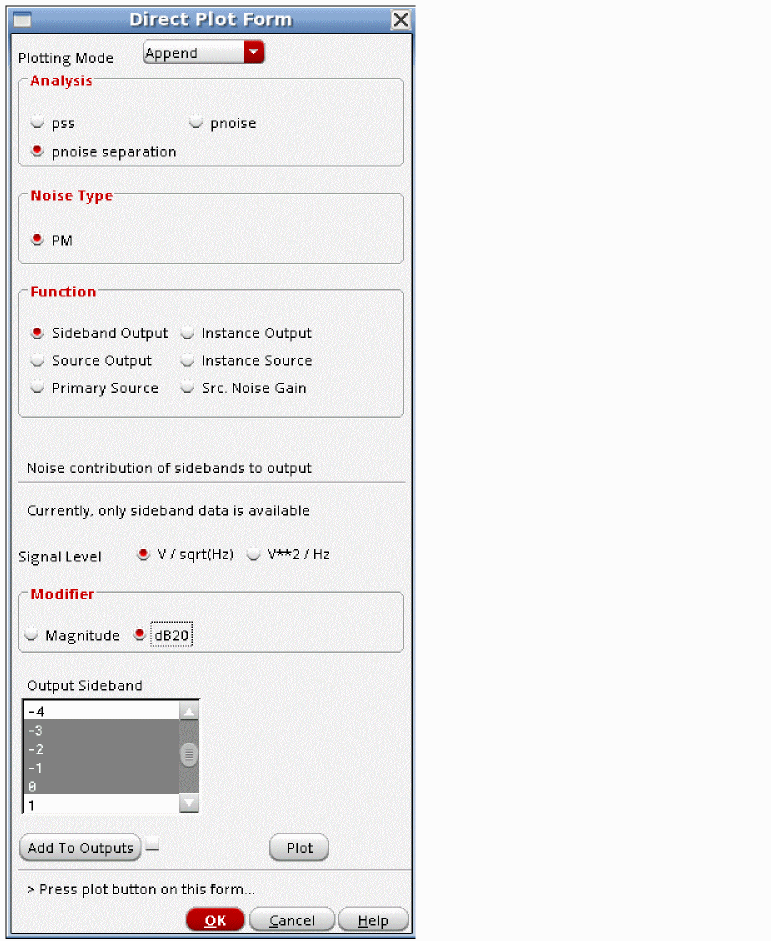 Direct Plot Form
Plotting Mode Append
Analysis
pss pnoise
pnoise separation
Noise Type
PM
Function
Sideband Output Instance Output
Source Output Instance Source
Primary Source Src. Noise Gain
Noise contribution of sidebands to output
Currently, only sideband data is available
Signal Level V / sqrt(Hz) V**2 / Hz
Modifier
Magnitude dB20
Output Sideband
-4
-3
-2
-1
0
1
Add To Outputs Plot
> Press plot button on this form...
OK Cancel Help